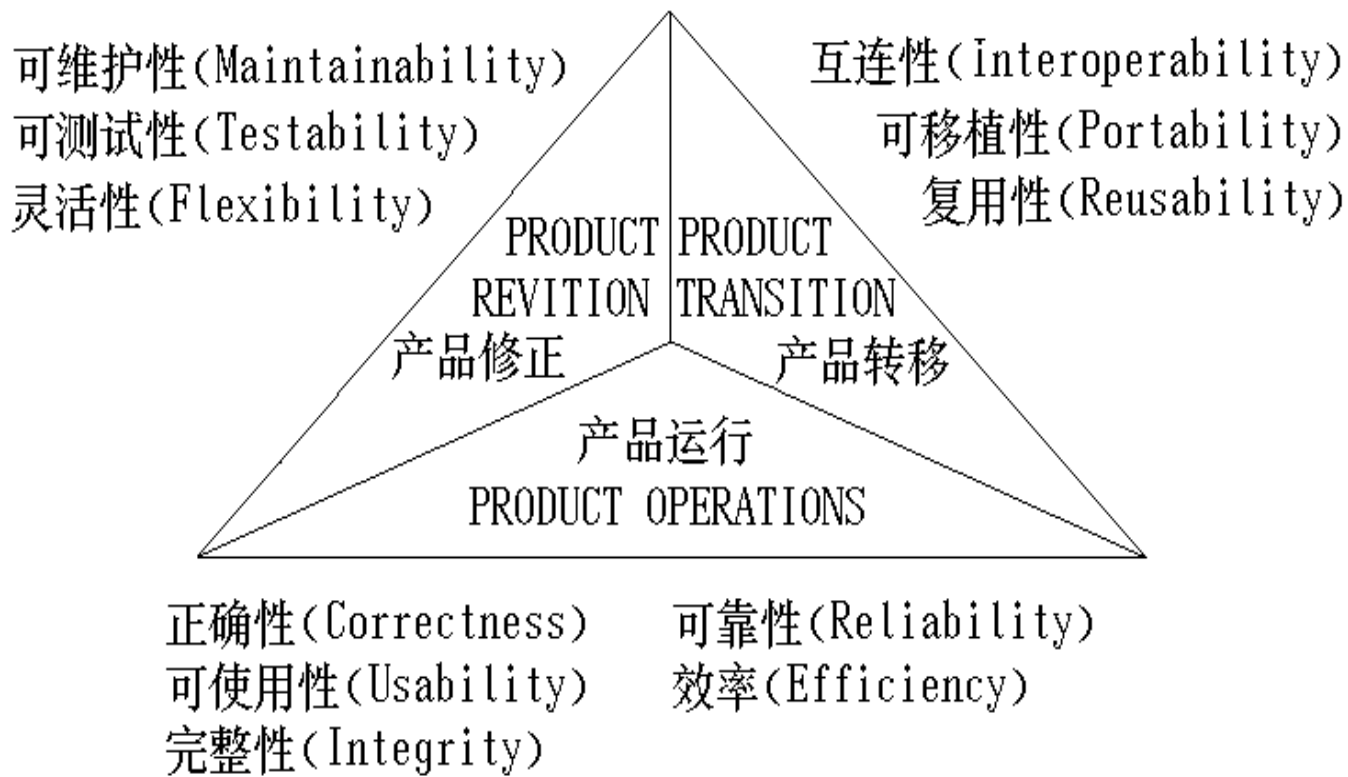 可维护性(Maintainability)
可测试性(Testability)
灵活性(Flexibility)
互连性(Interoperability)
可移植性(Portability)
复用性(Reusability)
PRODUCT
REVITION
产品修正
PRODUCT
TRANSITION
产品转移
产品运行
PRODUCT OPERATIONS
正确性(Correctness) 可靠性(Reliability)
可使用性(Usability) 效率(Efficiency)
完整性(Integrity)